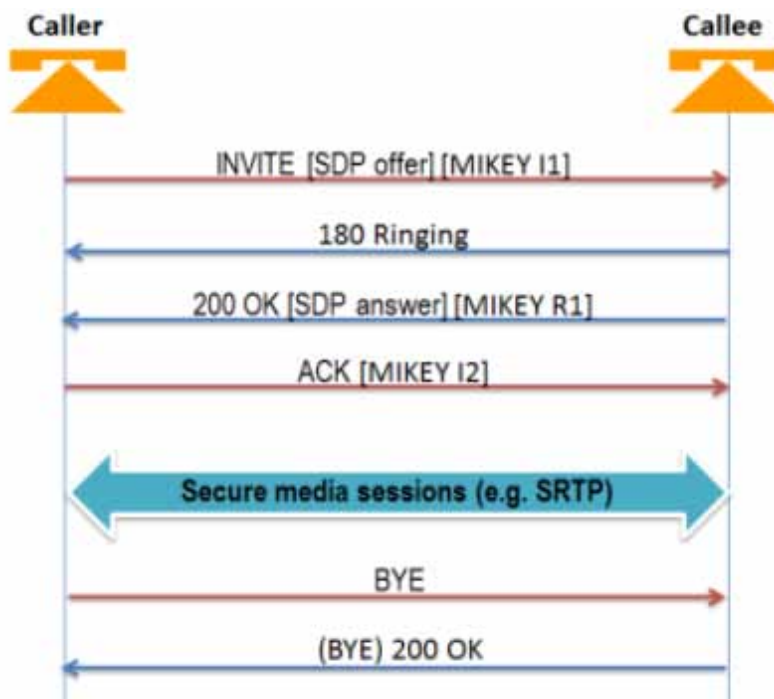 Caller
Callee
INVITE [SDP offer] [MIKEY I1]
180 Ringing
200 OK [SDP answer] [MIKEY R1]
ACK [MIKEY I2]
Secure media sessions (e.g. SRTP)
BYE
(BYE) 200 OK